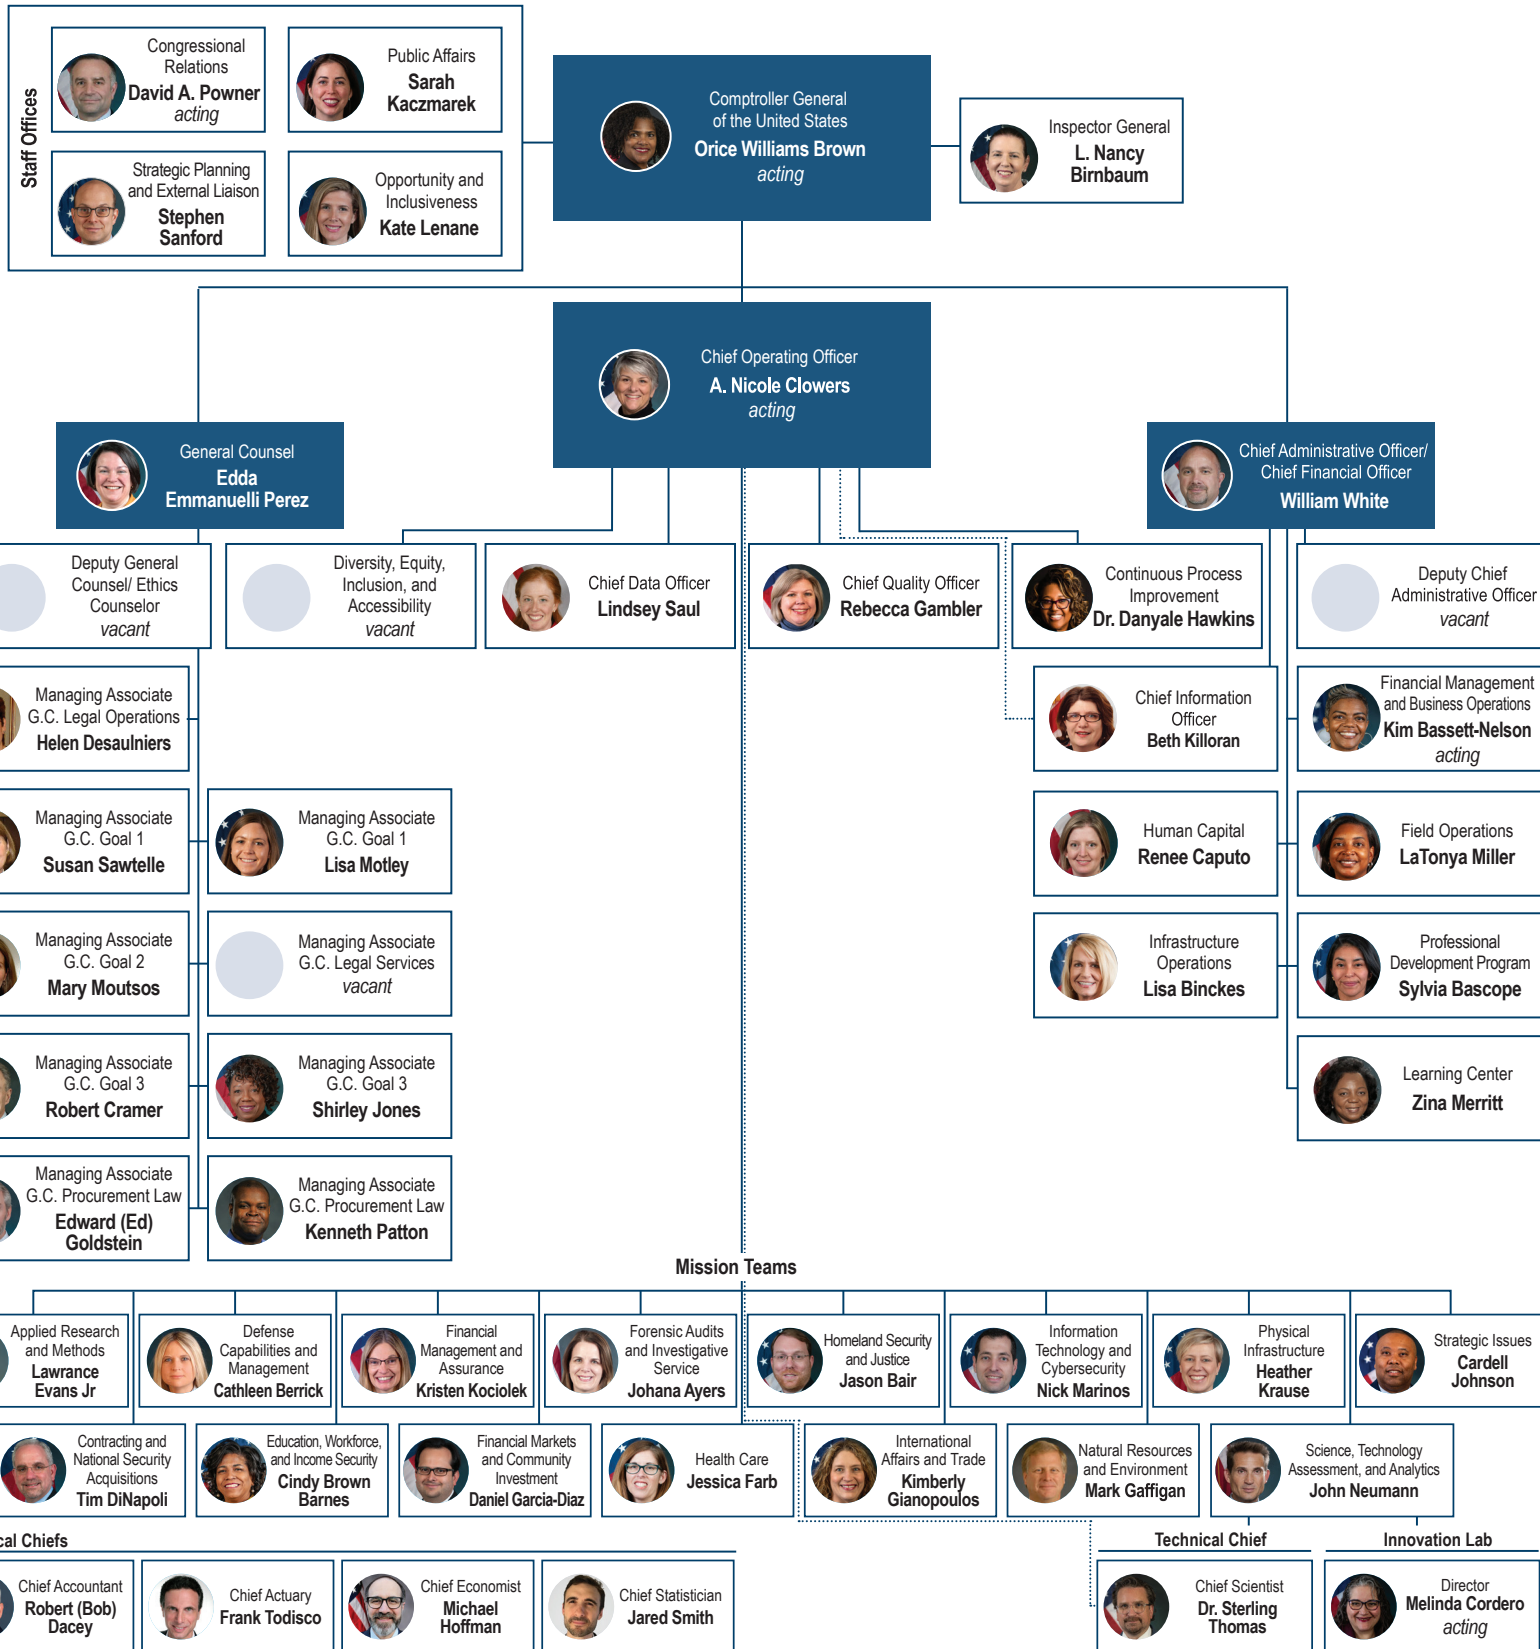 Staff Offices
Congressional
Relations
David A. Powner
acting
Public Affairs
Sarah
Kaczmarek
Strategic Planning
and External Liaison
Stephen
Sanford
Opportunity and
Inclusiveness
Kate Lenane
Comptroller General
of the United States
Orice Williams Brown
acting
Inspector General
L. Nancy
Birnbaum
Chief Operating Officer
A. Nicole Clowers
acting
General Counsel
Edda
Emmanuelli Perez
Chief Administrative Officer/
Chief Financial Officer
William White
Deputy General
Counsel/ Ethics
Counselor
vacant
Diversity, Equity,
Inclusion, and
Accessibility
vacant
Chief Data Officer
Lindsey Saul
Chief Quality Officer
Rebecca Gambler
Continuous Process
Improvement
Dr. Danyale Hawkins
Deputy Chief
Administrative Officer
vacant
Managing Associate
G.C. Legal Operations
Helen Desaulniers
Chief Information
Officer
Beth Killoran
Financial Management
and Business Operations
Kim Bassett-Nelson
acting
Managing Associate
G.C. Goal 1
Susan Sawtelle
Managing Associate
G.C. Goal 1
Lisa Motley
Human Capital
Renee Caputo
Field Operations
LaTonya Miller
Managing Associate
G.C. Goal 2
Mary Moutsos
Managing Associate
G.C. Legal Services
vacant
Infrastructure
Operations
Lisa Binckes
Professional
Development Program
Sylvia Bascope
Managing Associate
G.C. Goal 3
Robert Cramer
Managing Associate
G.C. Goal 3
Shirley Jones
Learning Center
Zina Merritt
Managing Associate
G.C. Procurement Law
Edward (Ed)
Goldstein
Managing Associate
G.C. Procurement Law
Kenneth Patton
Mission Teams
Applied Research
and Methods
Lawrance
Evans Jr
Defense
Capabilities and
Management
Cathleen Berrick
Financial
Management and
Assurance
Kristen Kociolek
Forensic Audits
and Investigative
Service
Johana Ayers
Homeland Security
and Justice
Jason Bair
Information
Technology and
Cybersecurity
Nick Marinos
Physical
Infrastructure
Heather
Krause
Strategic Issues
Cardell
Johnson
Contracting and
National Security
Acquisitions
Tim DiNapoli
Education, Workforce,
and Income Security
Cindy Brown
Barnes
Financial Markets
and Community
Investment
Daniel Garcia-Diaz
Health Care
Jessica Farb
International
Affairs and Trade
Kimberly
Gianopoulos
Natural Resources
and Environment
Mark Gaffigan
Science, Technology
Assessment, and Analytics
John Neumann
cal Chiefs
Technical Chief
Innovation Lab
Chief Accountant
Robert (Bob)
Dacey
Chief Actuary
Frank Todisco
Chief Economist
Michael
Hoffman
Chief Statistician
Jared Smith
Chief Scientist
Dr. Sterling
Thomas
Director
Melinda Cordero
acting